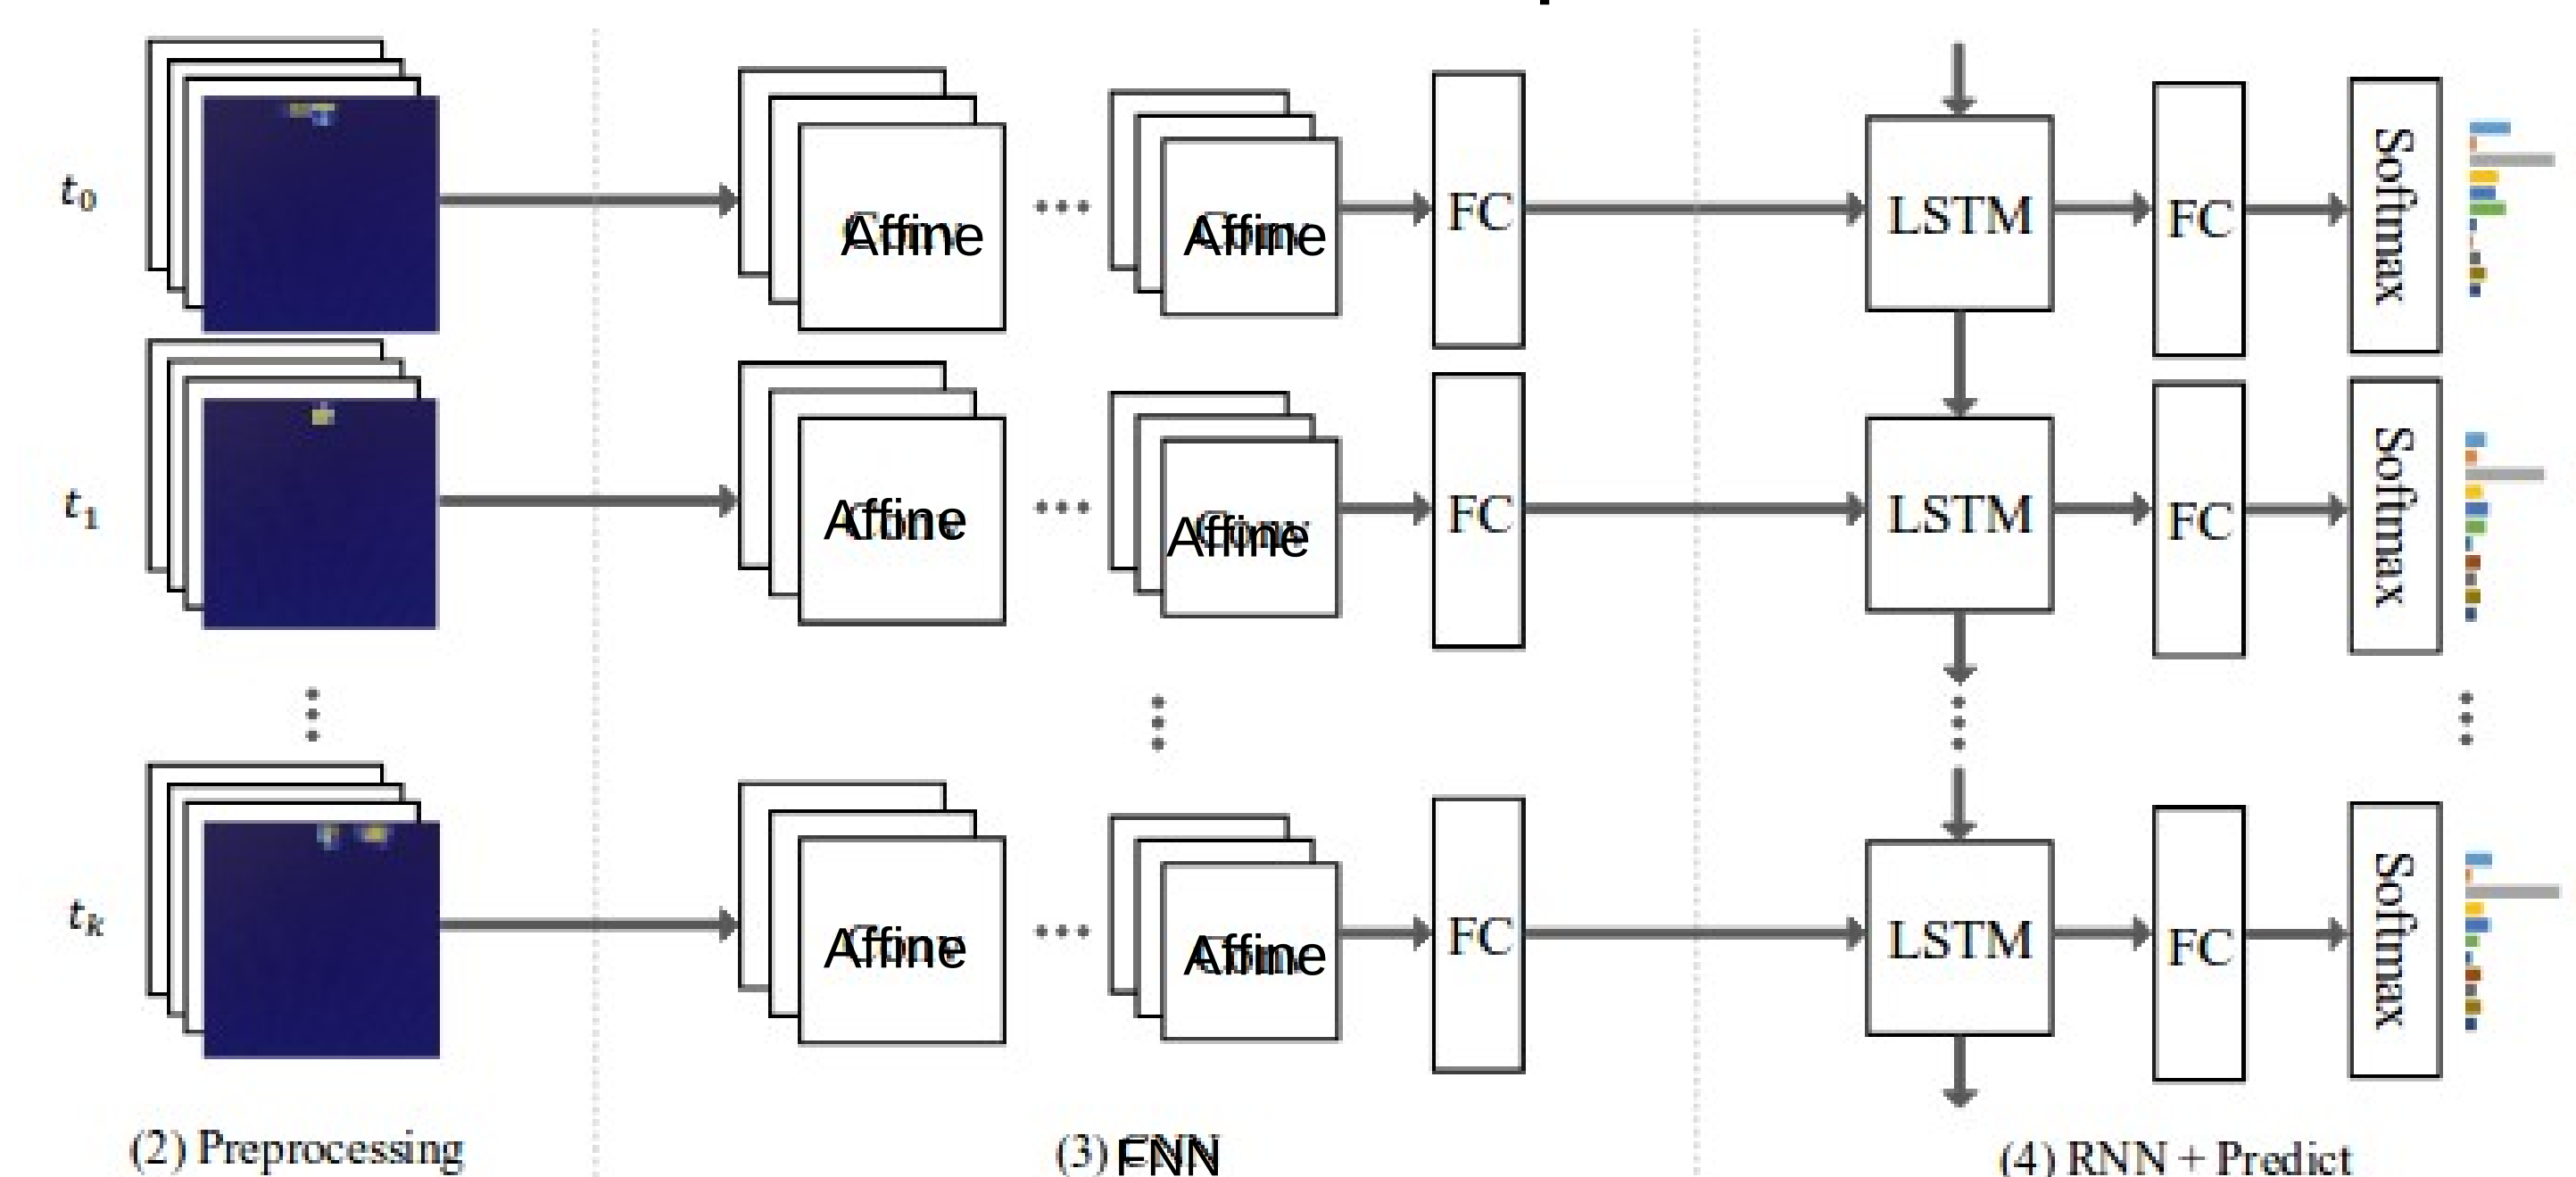 t0
Affine
Affine
FC
LSTM
FC
Softmax
t1
Affine
Affine
FC
LSTM
FC
Softmax
tk
Affine
Affine
FC
LSTM
FC
Softmax
(2) Preprocessing
(3) FNN
(4) RNN + Predict